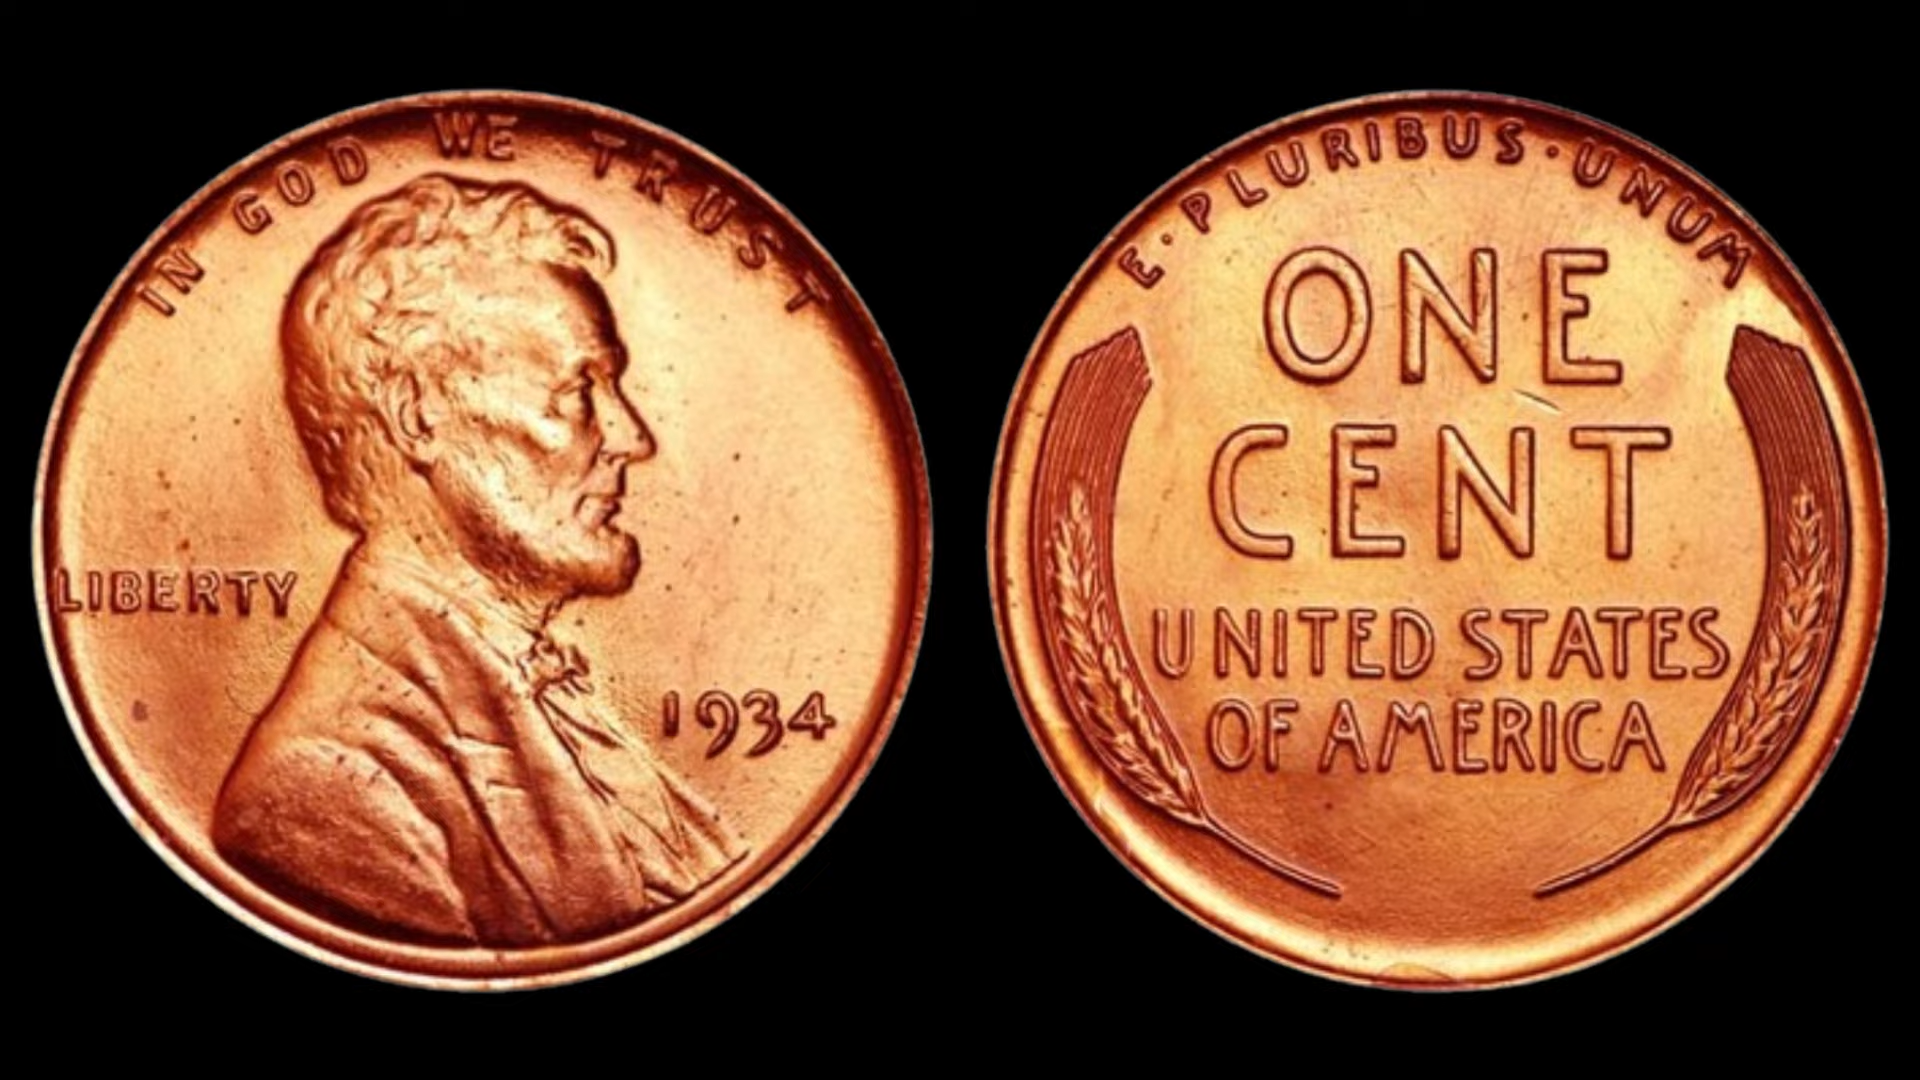 IN GOD WE TRUST
LIBERTY
1934
E·PLURIBUS·UNUM
ONE
CENT
UNITED STATES
OF AMERICA